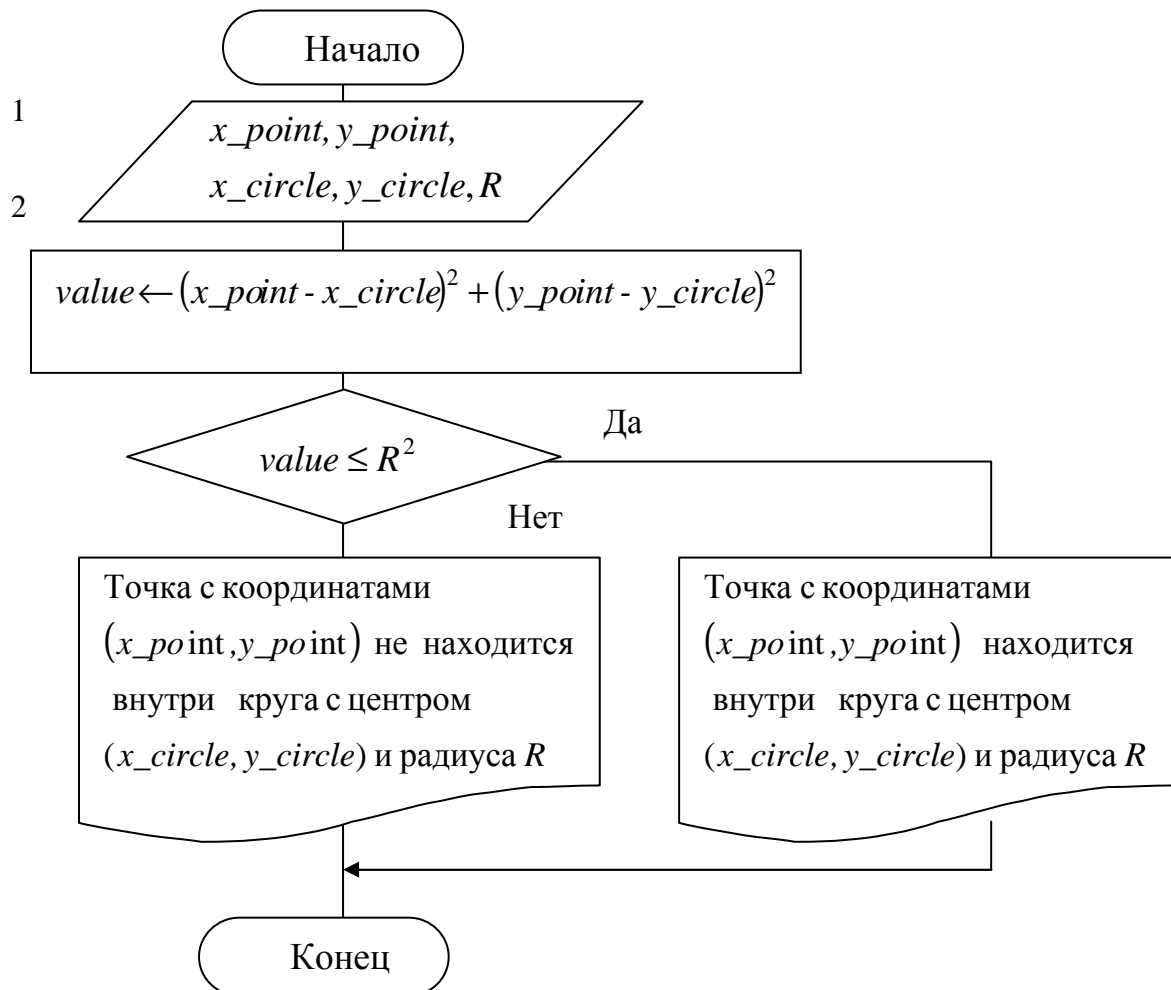 Начало
1
x_point, y_point,
x_circle, y_circle, R
2
value ← (x_point - x_circle)² + (y_point - y_circle)²
Да
value ≤ R²
Нет
Точка с координатами
(x_point, y_point) не находится
внутри круга с центром
(x_circle, y_circle) и радиуса R
Точка с координатами
(x_point, y_point) находится
внутри круга с центром
(x_circle, y_circle) и радиуса R
Конец